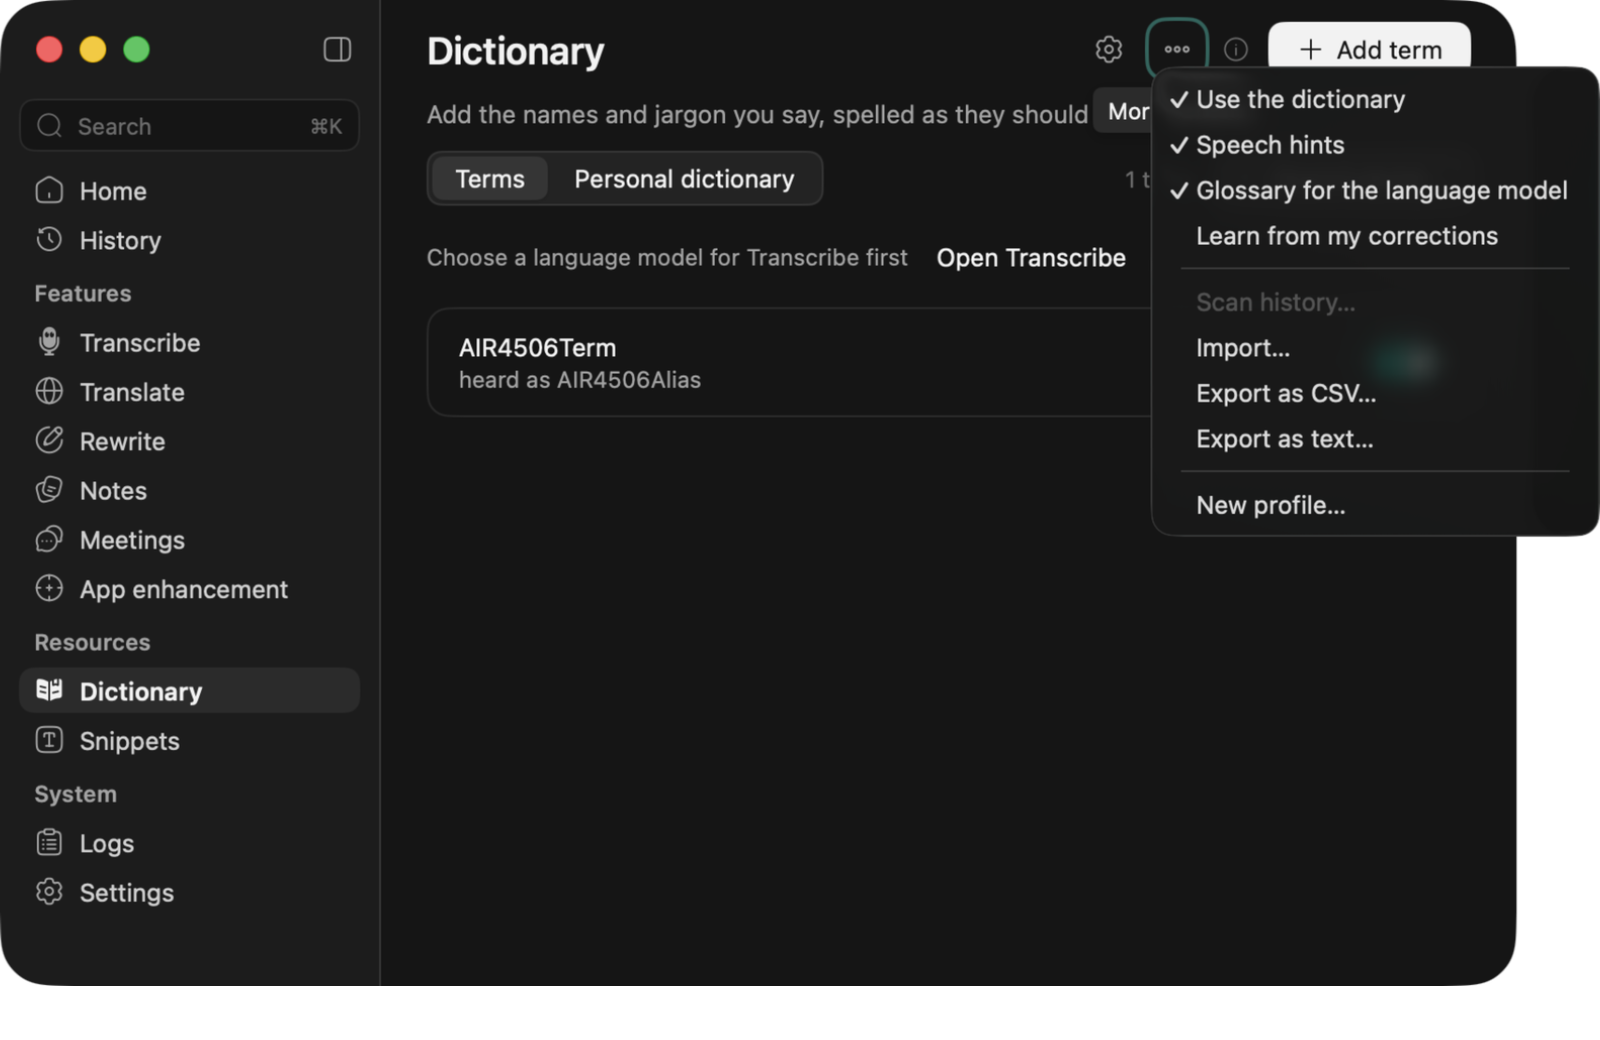 Search ⌘K
Home
History
Features
Transcribe
Translate
Rewrite
Notes
Meetings
App enhancement
Resources
Dictionary
Snippets
System
Logs
Settings
Dictionary
+ Add term
Add the names and jargon you say, spelled as they should
Terms
Personal dictionary
1
Choose a language model for Transcribe first Open Transcribe
AIR4506Term
heard as AIR4506Alias
✓ Use the dictionary
✓ Speech hints
✓ Glossary for the language model
Learn from my corrections
Scan history...
Import...
Export as CSV...
Export as text...
New profile...